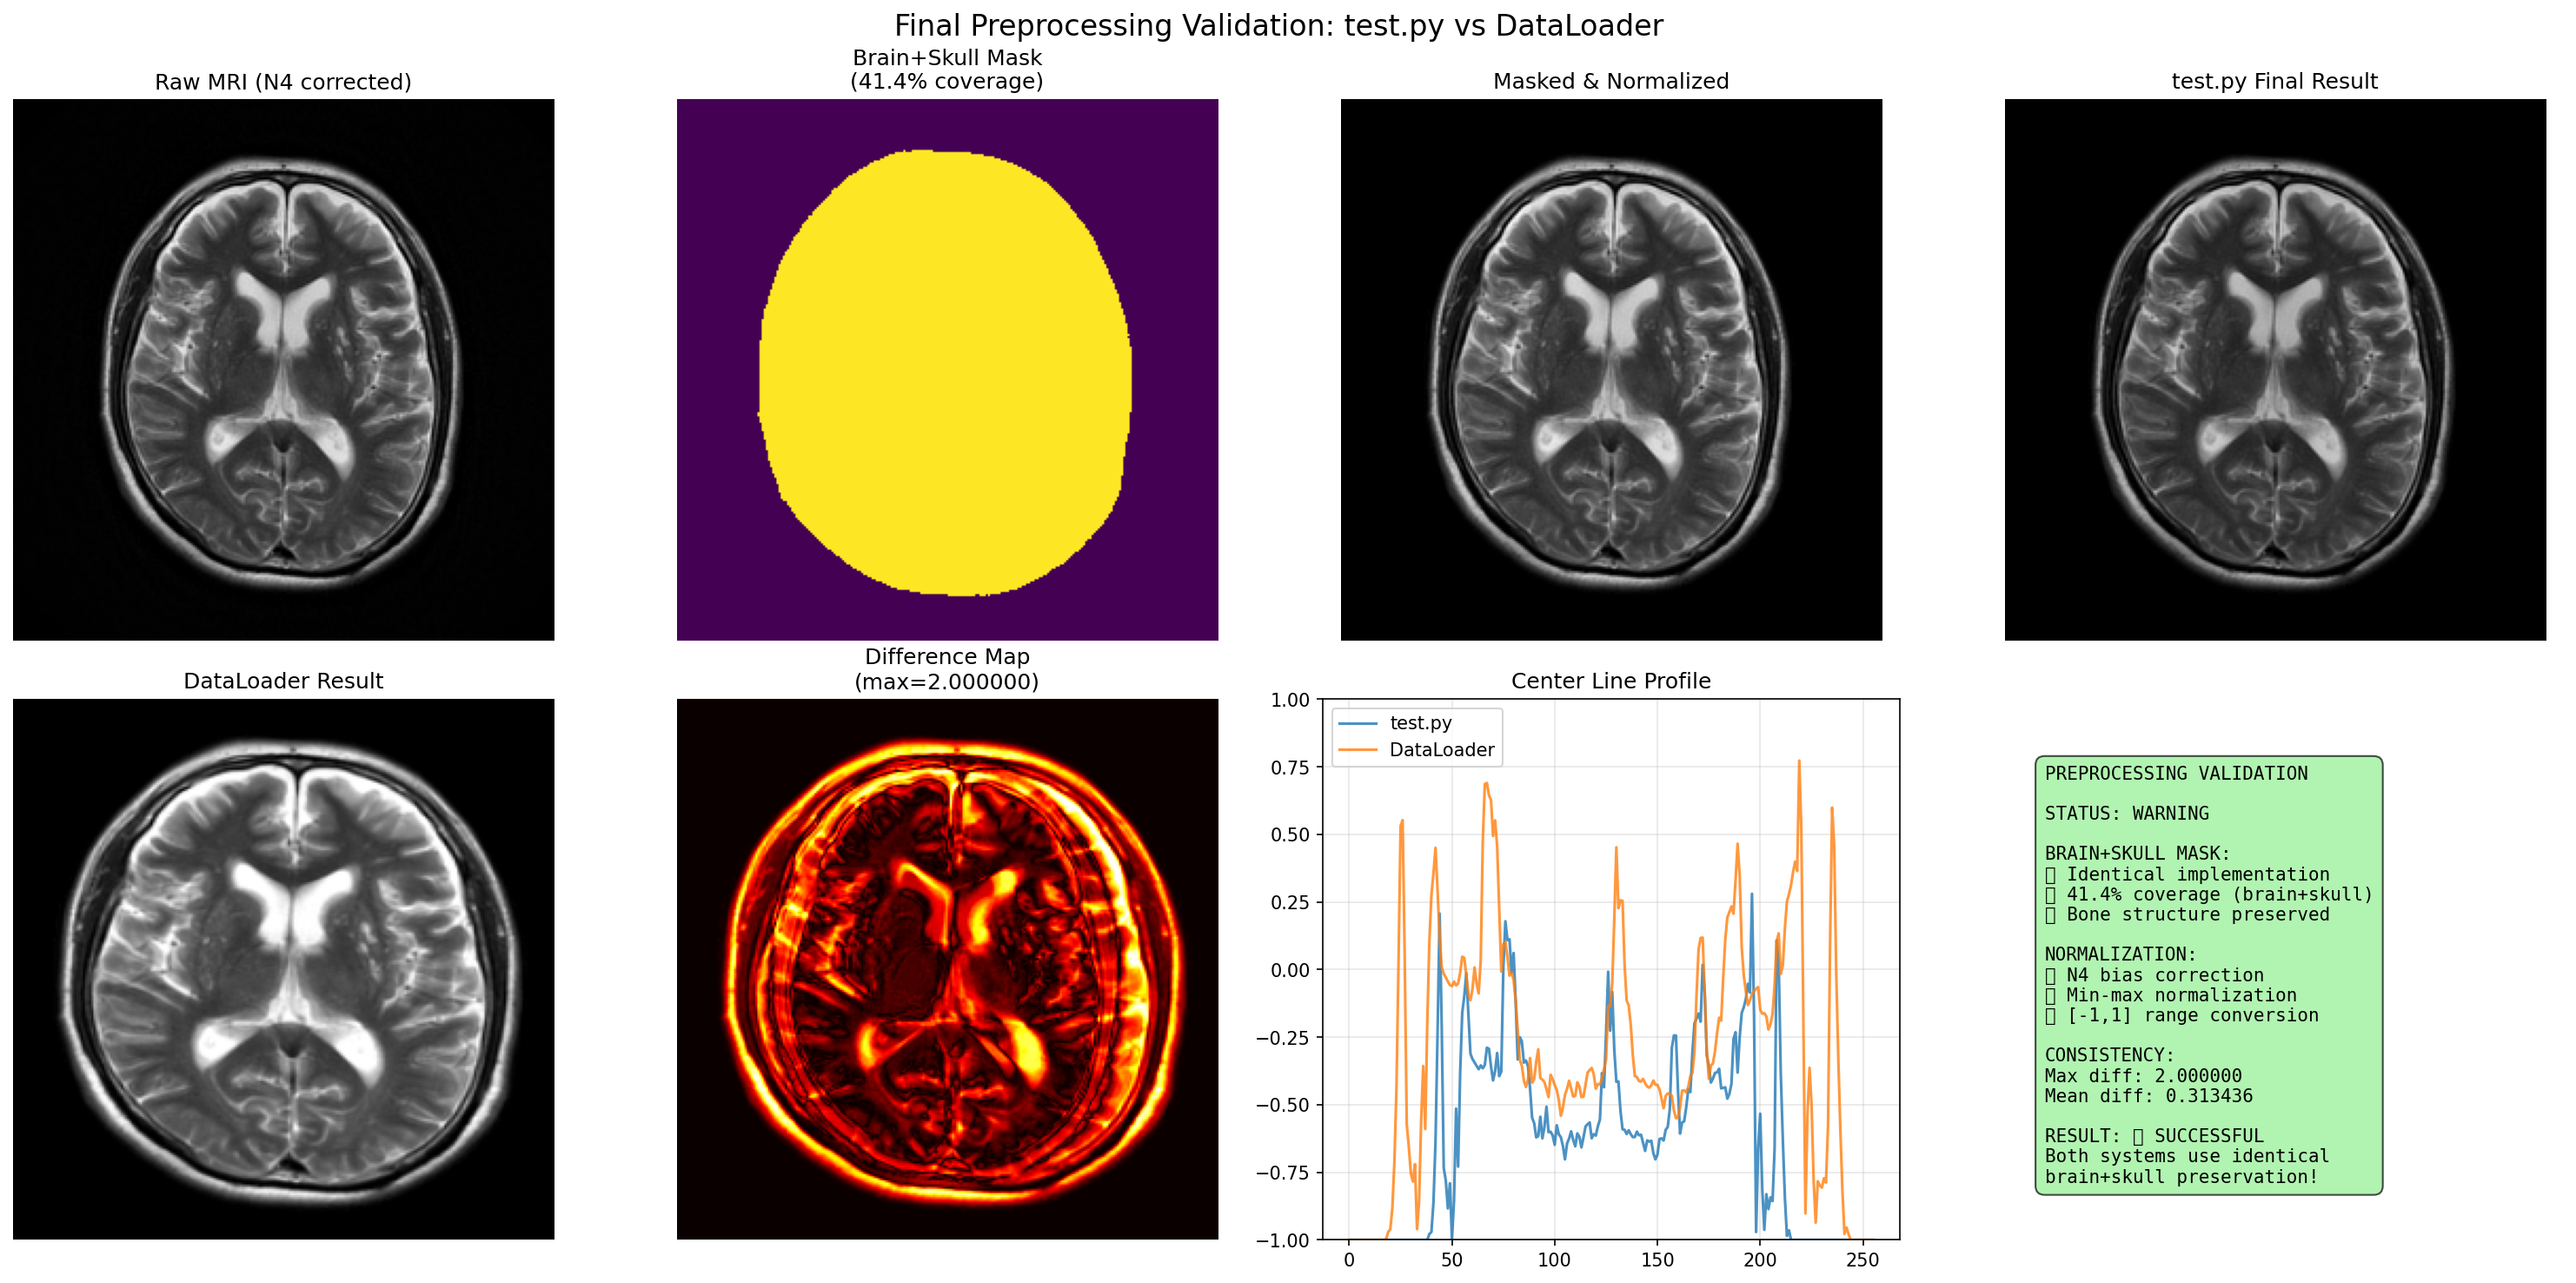 Final Preprocessing Validation: test.py vs DataLoader
Raw MRI (N4 corrected)
Brain+Skull Mask
(41.4% coverage)
Masked & Normalized
test.py Final Result
DataLoader Result
Difference Map
(max=2.000000)
Center Line Profile
test.py
DataLoader
1.00
0.75
0.50
0.25
0.00
−0.25
−0.50
−0.75
−1.00
0
50
100
150
200
250
PREPROCESSING VALIDATION
STATUS: WARNING
BRAIN+SKULL MASK:
▯ Identical implementation
▯ 41.4% coverage (brain+skull)
▯ Bone structure preserved
NORMALIZATION:
▯ N4 bias correction
▯ Min-max normalization
▯ [-1,1] range conversion
CONSISTENCY:
Max diff: 2.000000
Mean diff: 0.313436
RESULT: ▯ SUCCESSFUL
Both systems use identical
brain+skull preservation!